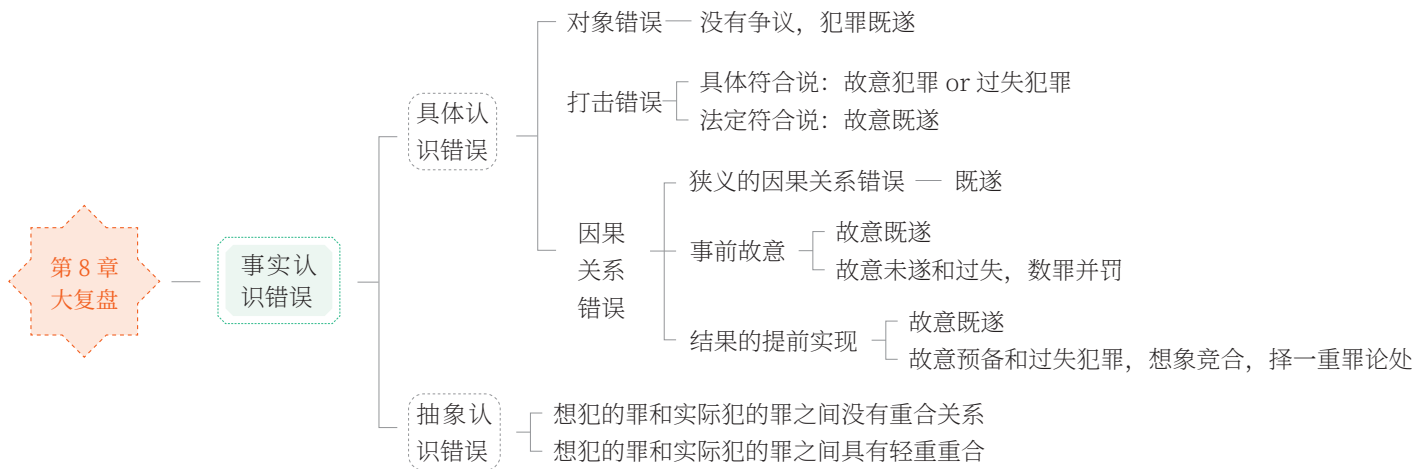 第 8 章
大复盘
事实认
识错误
具体认
识错误
对象错误
没有争议，犯罪既遂
打击错误
具体符合说：故意犯罪 or 过失犯罪
法定符合说：故意既遂
因果
关系
错误
狭义的因果关系错误
既遂
事前故意
故意既遂
故意未遂和过失，数罪并罚
结果的提前实现
故意既遂
故意预备和过失犯罪，想象竞合，择一重罪论处
抽象认
识错误
想犯的罪和实际犯的罪之间没有重合关系
想犯的罪和实际犯的罪之间具有轻重重合